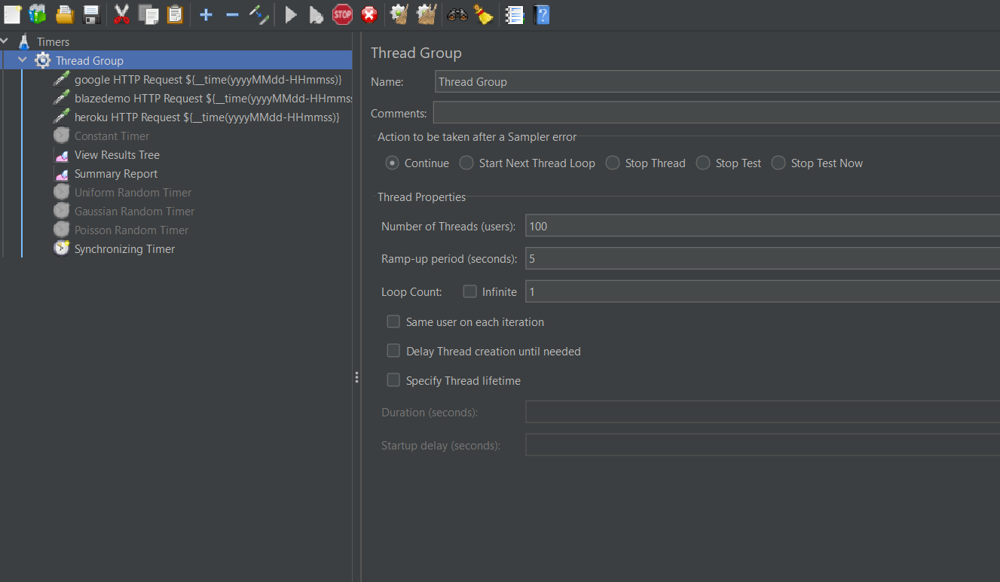 STOP
?
Timers
Thread Group
google HTTP Request ${__time(yyyyMMdd-HHmmss)}
blazedemo HTTP Request ${__time(yyyyMMdd-HHmmss
heroku HTTP Request ${__time(yyyyMMdd-HHmmss)}
Constant Timer
View Results Tree
Summary Report
Uniform Random Timer
Gaussian Random Timer
Poisson Random Timer
Synchronizing Timer
Thread Group
Name: Thread Group
Comments:
Action to be taken after a Sampler error
Continue Start Next Thread Loop Stop Thread Stop Test Stop Test Now
Thread Properties
Number of Threads (users): 100
Ramp-up period (seconds): 5
Loop Count: Infinite 1
Same user on each iteration
Delay Thread creation until needed
Specify Thread lifetime
Duration (seconds):
Startup delay (seconds):